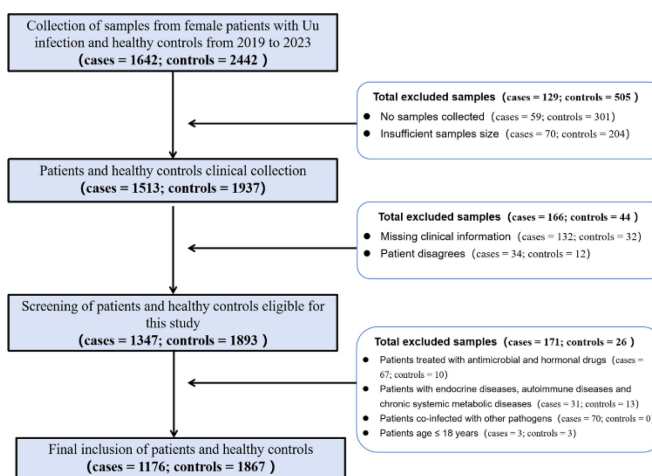 Collection of samples from female patients with Uu
infection and healthy controls from 2019 to 2023
(cases = 1642; controls = 2442)
Total excluded samples (cases = 129; controls = 505)
● No samples collected (cases = 59; controls = 301)
● Insufficient samples size (cases = 70; controls = 204)
Patients and healthy controls clinical collection
(cases = 1513; controls = 1937)
Total excluded samples (cases = 166; controls = 44)
● Missing clinical information (cases = 132; controls = 32)
● Patient disagrees (cases = 34; controls = 12)
Screening of patients and healthy controls eligible for
this study
(cases = 1347; controls = 1893)
Total excluded samples (cases = 171; controls = 26)
● Patients treated with antimicrobial and hormonal drugs (cases =
67; controls = 10)
● Patients with endocrine diseases, autoimmune diseases and
chronic systemic metabolic diseases (cases = 31; controls = 13)
● Patients co-infected with other pathogens (cases = 70; controls = 0)
● Patients age ≤ 18 years (cases = 3; controls = 3)
Final inclusion of patients and healthy controls
(cases = 1176; controls = 1867)